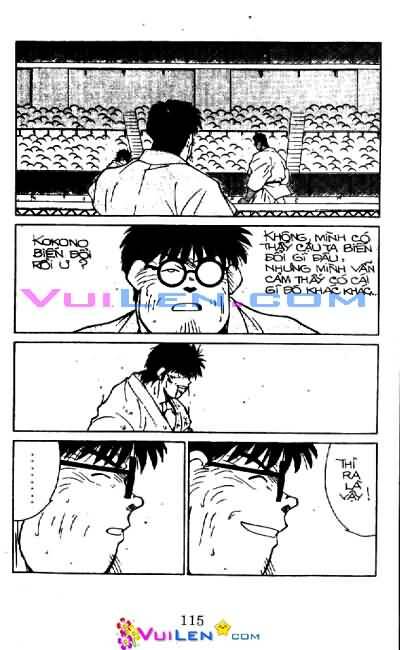 KOKONO
BIẾN ĐỔI
RỒI Ư ?
KHÔNG, MÌNH CÓ
THẤY CẬU TA BIẾN
ĐỔI GÌ ĐÂU,
NHƯNG MÌNH VẪN
CẢM THẤY CÓ CÁI
GÌ ĐÓ KHANG KHÁC...
VUILEN.COM
..........
THÌ
RA
LÀ
VẬY !
115
VUILEN.COM